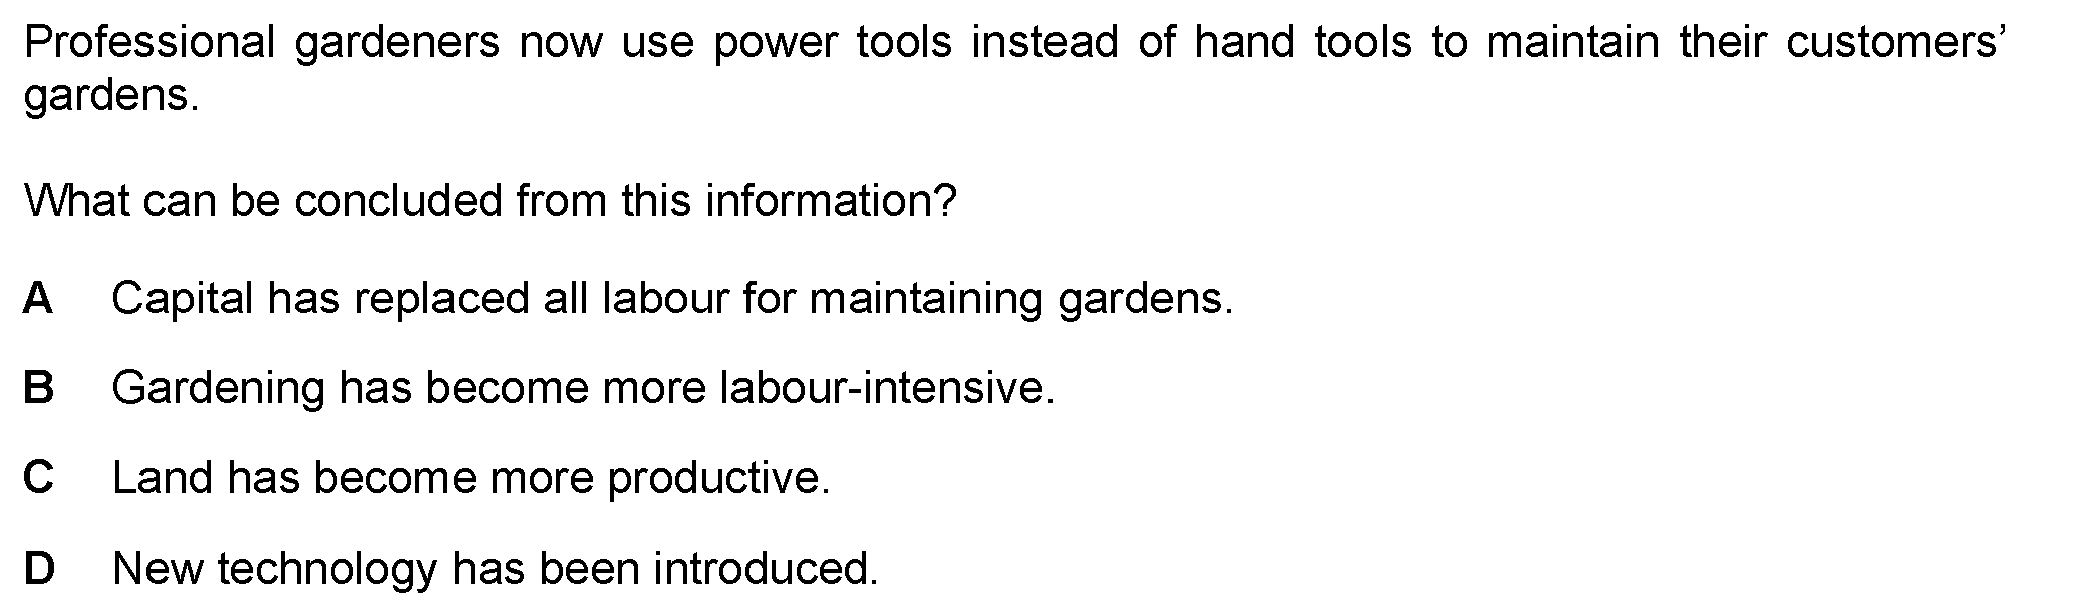 Professional gardeners now use power tools instead of hand tools to maintain their customers’
gardens.
What can be concluded from this information?
A Capital has replaced all labour for maintaining gardens.
B Gardening has become more labour-intensive.
C Land has become more productive.
D New technology has been introduced.